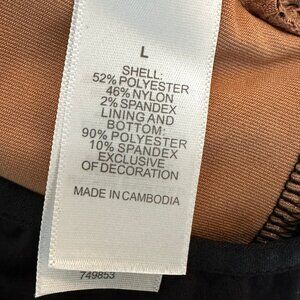 L
SHELL:
52% POLYESTER
46% NYLON
2% SPANDEX
LINING AND
BOTTOM:
90% POLYESTER
10% SPANDEX
EXCLUSIVE
OF DECORATION
MADE IN CAMBODIA
749853